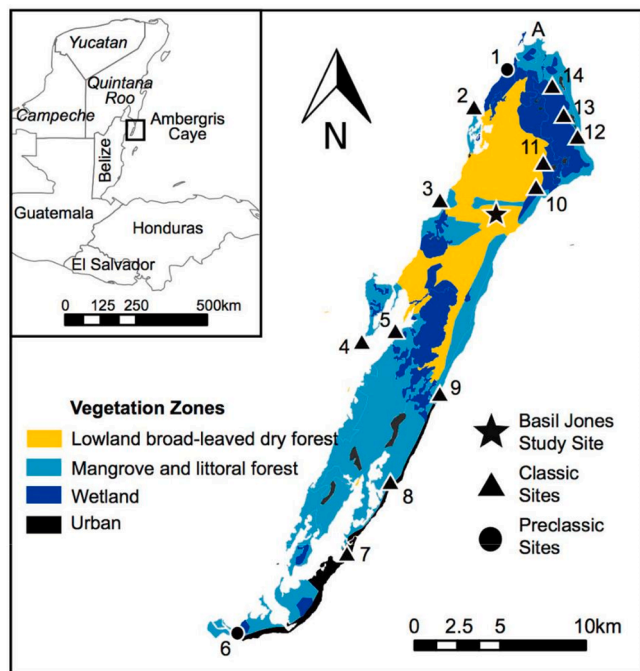 Yucatan
Quintana
Roo
Campeche
Ambergris
Caye
Belize
Guatemala
Honduras
El Salvador
0 125 250 500km
N
A
1
14
2
13
12
11
3
10
5
4
9
8
7
6
Vegetation Zones
Lowland broad-leaved dry forest
Mangrove and littoral forest
Wetland
Urban
Basil Jones
Study Site
Classic
Sites
Preclassic
Sites
0 2.5 5 10km